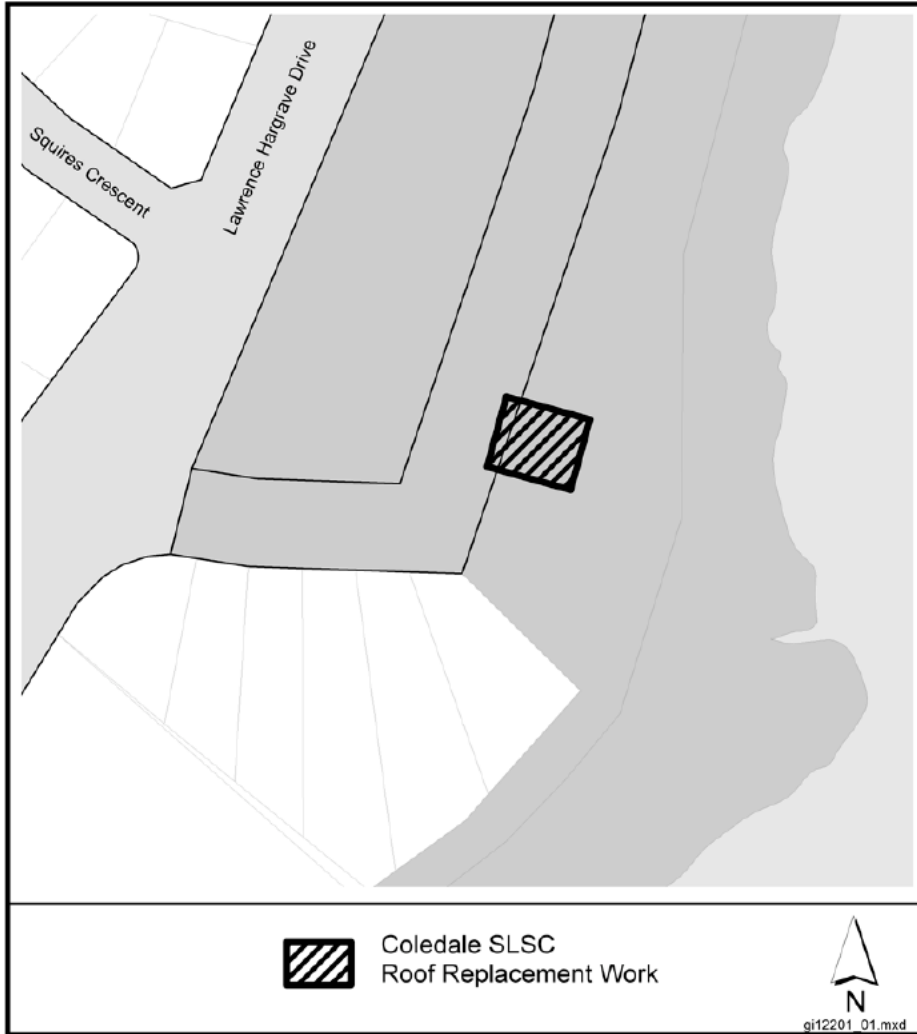 Squires Crescent
Lawrence Hargrave Drive
Coledale SLSC
Roof Replacement Work
N
gi12201_01.mxd